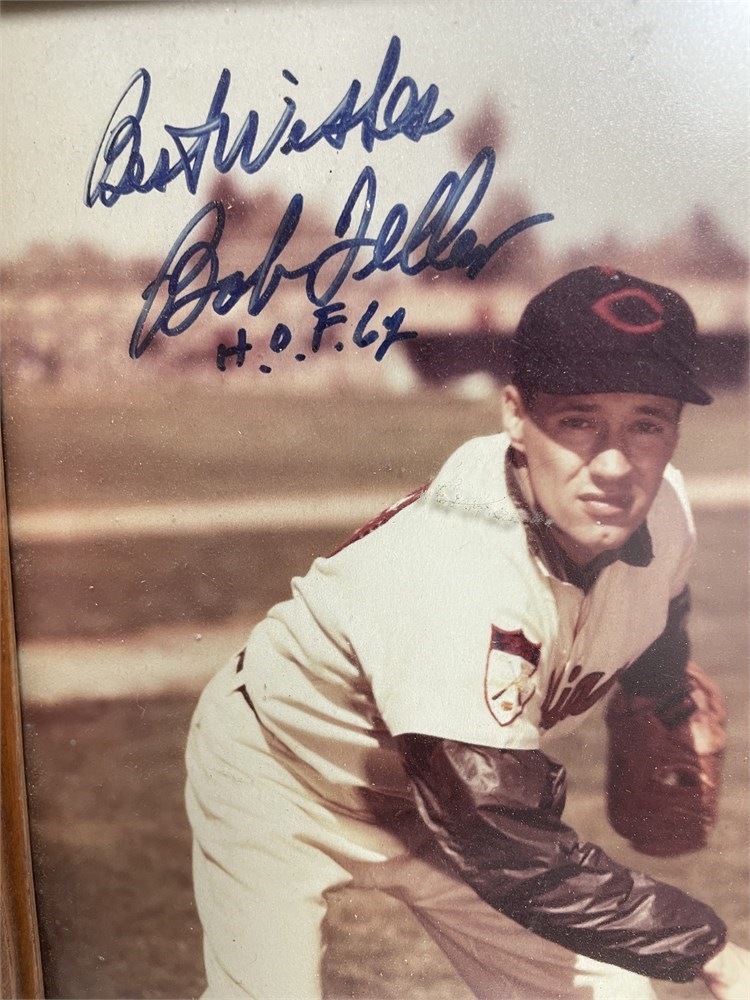 Best Wishes
Bob Feller
H.O.F. 62
C